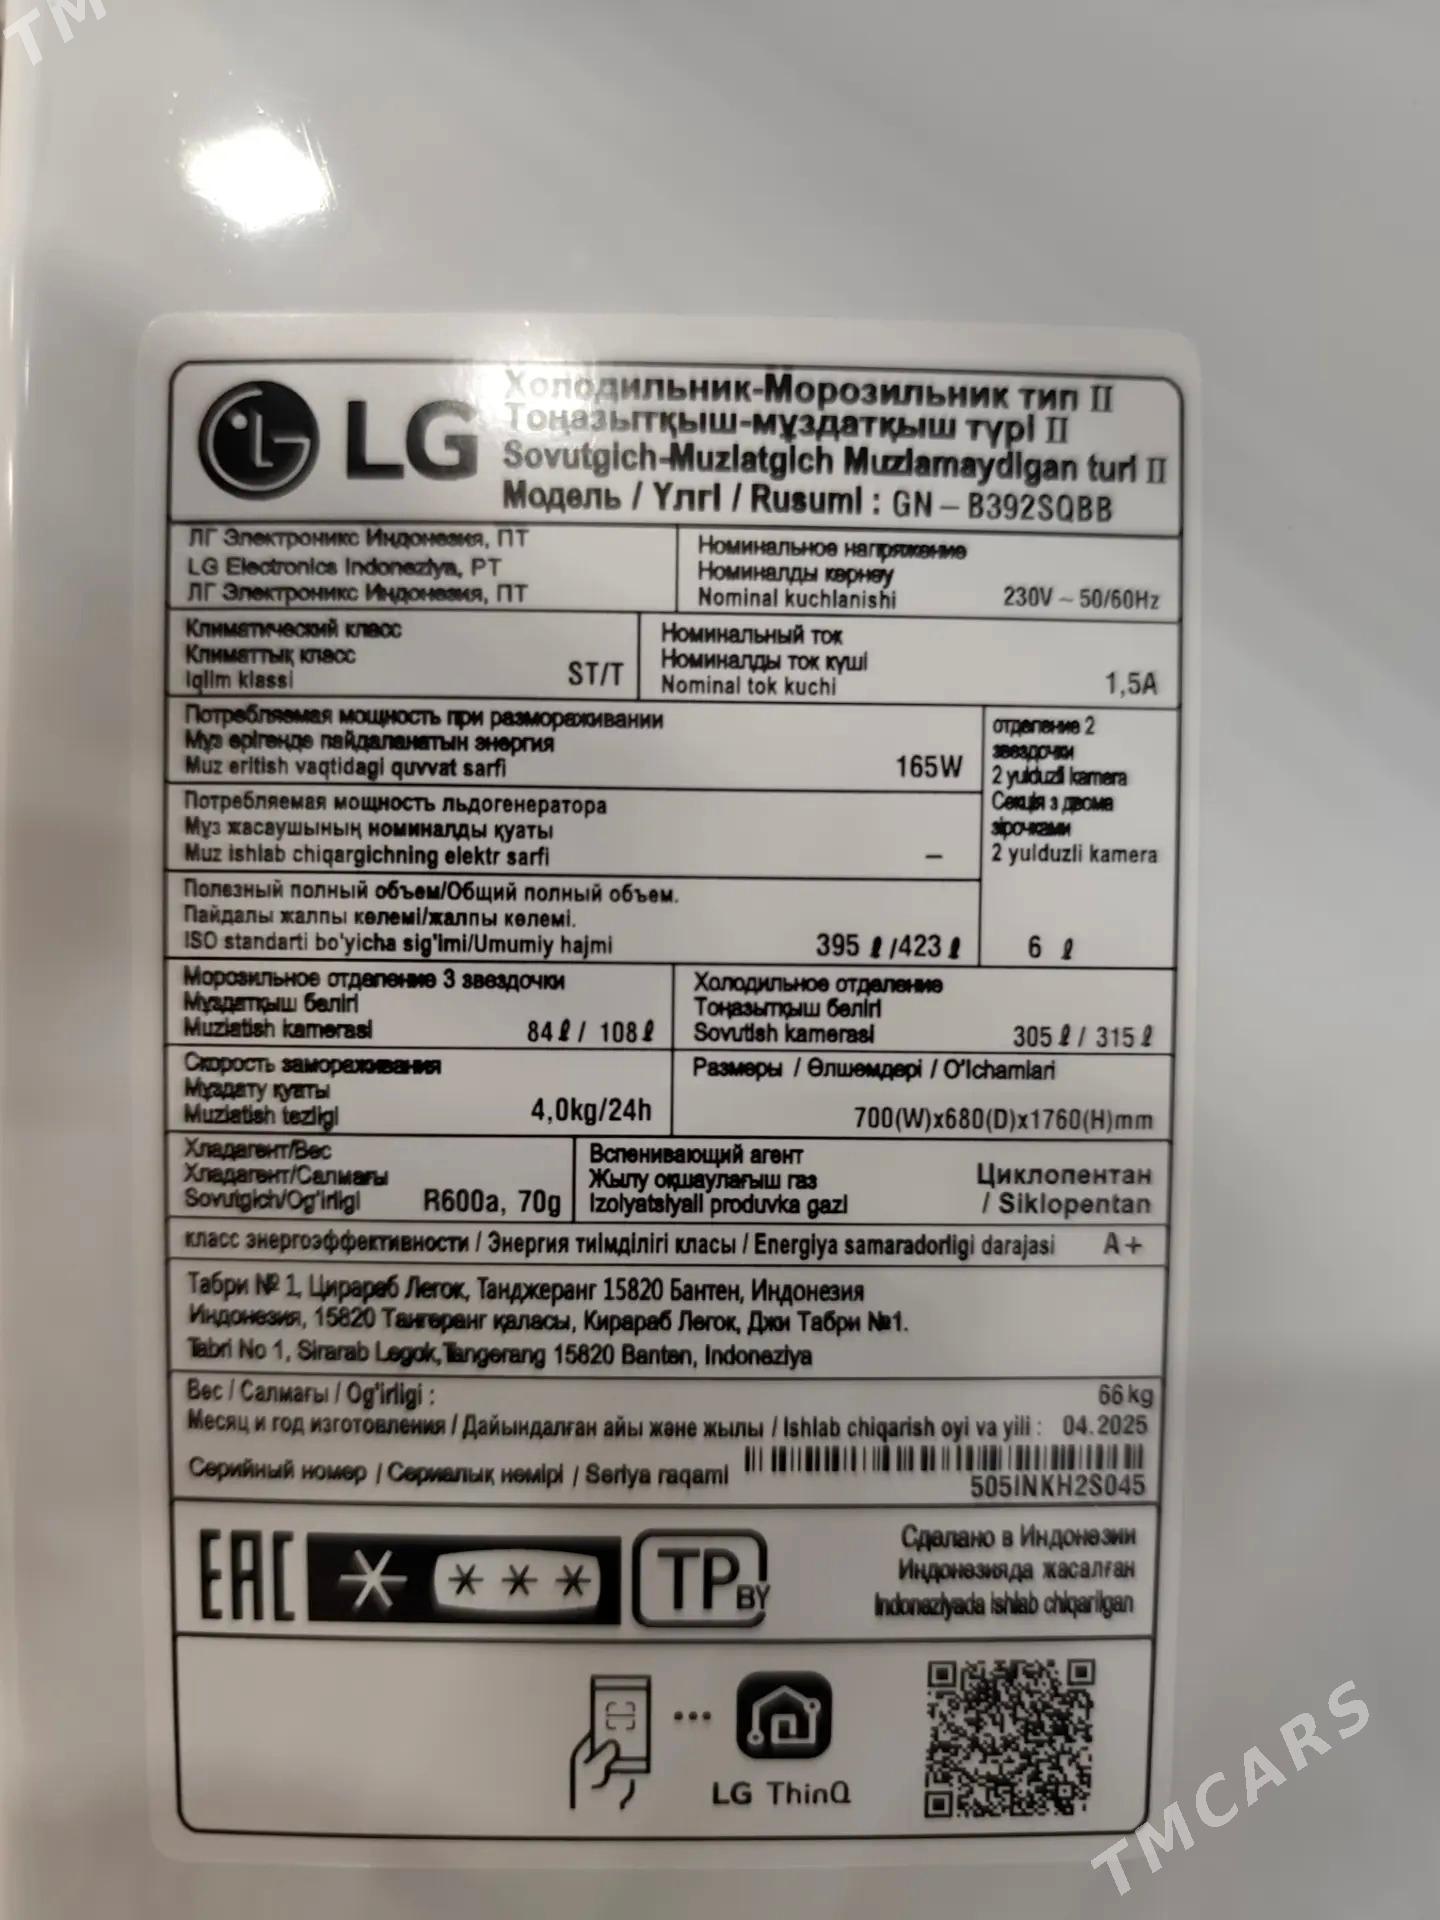 TM
LG
Холодильник-Морозильник тип II
Тоңазытқыш-мұздатқыш түрі II
Sovutgich-Muzlatgich Muzlamaydigan turi II
Модель / Үлгі / Rusumi : GN-B392SQBB
ЛГ Электроникс Индонезия, ПТ
LG Electronics Indoneziya, PT
ЛГ Электроникс Индонезия, ПТ
Номинальное напряжение
Номиналды кернеу
Nominal kuchlanishi 230V ~ 50/60Hz
Климатический класс
Климаттық класс
Iqlim klassi ST/T
Номинальный ток
Номиналды ток күші
Nominal tok kuchi 1,5A
Потребляемая мощность при размораживании
Мұз ерігенде пайдаланатын энергия
Muz eritish vaqtidagi quvvat sarfi 165W
Потребляемая мощность льдогенератора
Мұз жасаушының номиналды қуаты
Muz ishlab chiqargichning elektr sarfi –
Полезный полный объем/Общий полный объем.
Пайдалы жалпы көлемі/жалпы көлемі.
ISO standarti bo'yicha sig'imi/Umumiy hajmi 395 ℓ /423 ℓ
отделение 2
звездочки
2 yulduzli kamera
Секція з двома
зірочками
2 yulduzli kamera
6 ℓ
Морозильное отделение 3 звездочки
Мұздатқыш бөлігі
Muzlatish kamerasi 84 ℓ / 108 ℓ
Холодильное отделение
Тоңазытқыш бөлігі
Sovutish kamerasi 305 ℓ / 315 ℓ
Скорость замораживания
Мұздату қуаты
Muzlatish tezligi 4,0kg/24h
Размеры / Өлшемдері / O'lchamlari
700(W)x680(D)x1760(H)mm
Хладагент/Вес
Хладагент/Салмағы
Sovutgich/Og'irligi R600a, 70g
Вспенивающий агент
Жылу оқшаулағыш газ
Izolyatsiyali produvka gazi
Циклопентан
/ Siklopentan
класс энергоэффективности / Энергия тиімділігі класы / Energiya samaradorligi darajasi A+
Табри № 1, Цирараб Легок, Танджеранг 15820 Бантен, Индонезия
Индонезия, 15820 Тангеранг қаласы, Кирараб Легок, Джи Табри №1.
Tabri No 1, Sirarab Legok,Tangerang 15820 Banten, Indoneziya
Вес / Салмағы / Og'irligi : 66 kg
Месяц и год изготовления / Дайындалған айы және жылы / Ishlab chiqarish oyi va yili : 04.2025
Серийный номер / Сериалық нөмірі / Seriya raqami
505INKH2S045
EAC
TP BY
Сделано в Индонезии
Индонезияда жасалған
Indoneziyada ishlab chiqarilgan
LG ThinQ
TMCARS